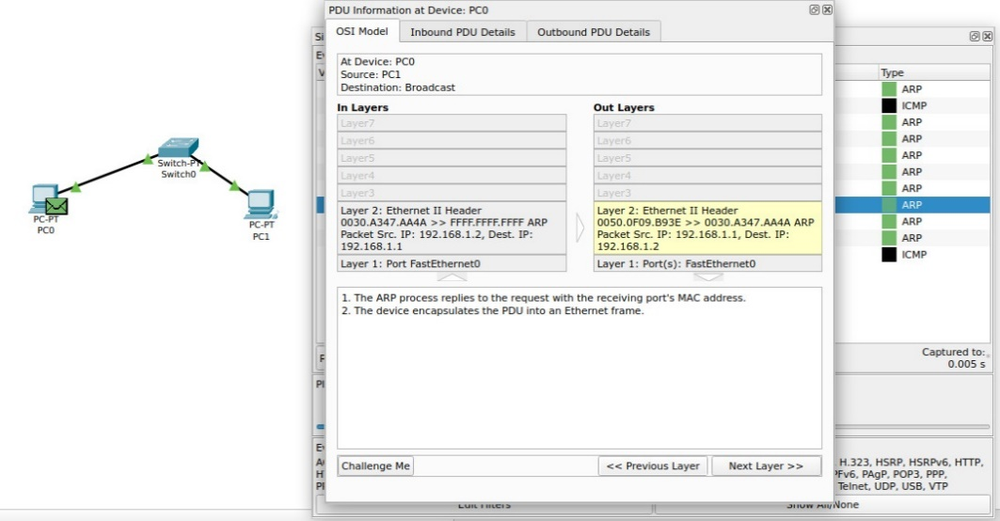 PDU Information at Device: PC0
OSI Model
Inbound PDU Details
Outbound PDU Details
At Device: PC0
Source: PC1
Destination: Broadcast
In Layers
Out Layers
Layer7
Layer7
Layer6
Layer6
Layer5
Layer5
Layer4
Layer4
Layer3
Layer3
Layer 2: Ethernet II Header
0030.A347.AA4A >> FFFF.FFFF.FFFF ARP
Packet Src. IP: 192.168.1.2, Dest. IP:
192.168.1.1
Layer 2: Ethernet II Header
0050.0F09.B93E >> 0030.A347.AA4A ARP
Packet Src. IP: 192.168.1.1, Dest. IP:
192.168.1.2
Layer 1: Port FastEthernet0
Layer 1: Port(s): FastEthernet0
1. The ARP process replies to the request with the receiving port's MAC address.
2. The device encapsulates the PDU into an Ethernet frame.
Challenge Me
<< Previous Layer
Next Layer >>
Switch-PT
Switch0
PC-PT
PC0
PC-PT
PC1
Type
ARP
ICMP
ARP
ARP
ARP
ARP
ARP
ARP
ARP
ARP
ICMP
Captured to:
0.005 s
H.323, HSRP, HSRPv6, HTTP,
PAgP, POP3, PPP,
Telnet, UDP, USB, VTP
Edit Filters
Show All/None